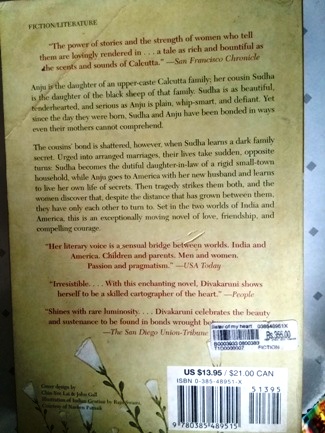 FICTION/LITERATURE
"The power of stories and the strength of women who tell
them are lovingly rendered in . . . a tale as rich and bountiful as
the scents and sounds of Calcutta." —San Francisco Chronicle
Anju is the daughter of an upper-caste Calcutta family; her cousin Sudha
is the daughter of the black sheep of that family. Sudha is as beautiful,
tenderhearted, and serious as Anju is plain, whip-smart, and defiant. Yet
since the day they were born, Sudha and Anju have been bonded in ways
even their mothers cannot comprehend.
The cousins' bond is shattered, however, when Sudha learns a dark family
secret. Urged into arranged marriages, their lives take sudden, opposite
turns: Sudha becomes the dutiful daughter-in-law of a rigid small-town
household, while Anju goes to America with her new husband and learns
to live her own life of secrets. Then tragedy strikes them both, and the
women discover that, despite the distance that has grown between them,
they have only each other to turn to. Set in the two worlds of India and
America, this is an exceptionally moving novel of love, friendship, and
compelling courage.
"Her literary voice is a sensual bridge between worlds. India and
America. Children and parents. Men and women.
Passion and pragmatism." —USA Today
"Irresistible. . . . With this enchanting novel, Divakaruni shows
herself to be a skilled cartographer of the heart." —People
"Shines with rare luminosity. . . . Divakaruni celebrates the beauty
and sustenance to be found in bonds wrought
—The San Diego Union-Tribune
Sister of my heart 038548951X
Rs.395.00
FICTION
Cover design by
John Gall
US $13.95 / $21.00 CAN
ISBN 0-385-48951-X
51395
9 780385 489515